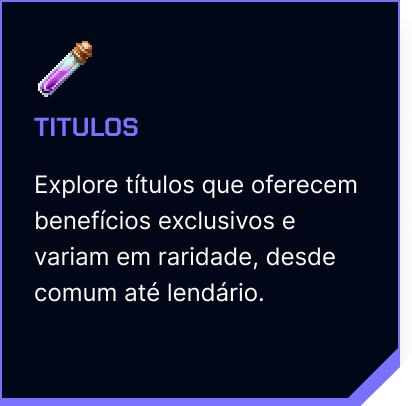 TITULOS
Explore títulos que oferecem
benefícios exclusivos e
variam em raridade, desde
comum até lendário.